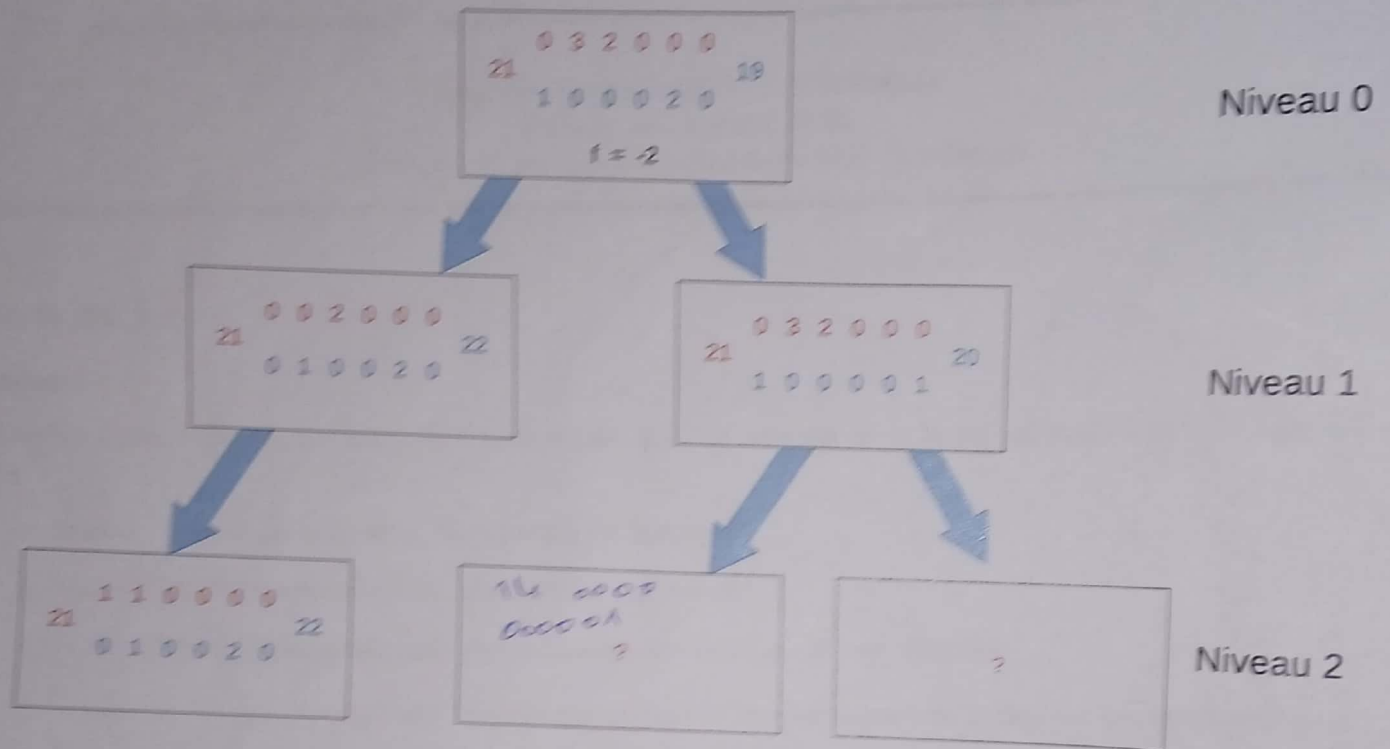 0 3 2 0 0 0
21 19
1 0 0 0 2 0
f = -2
Niveau 0
0 0 2 0 0 0
21 22
0 1 0 0 2 0
0 3 2 0 0 0
21 20
1 0 0 0 0 1
Niveau 1
1 1 0 0 0 0
21 22
0 1 0 0 2 0
0000
000001
?
?
Niveau 2